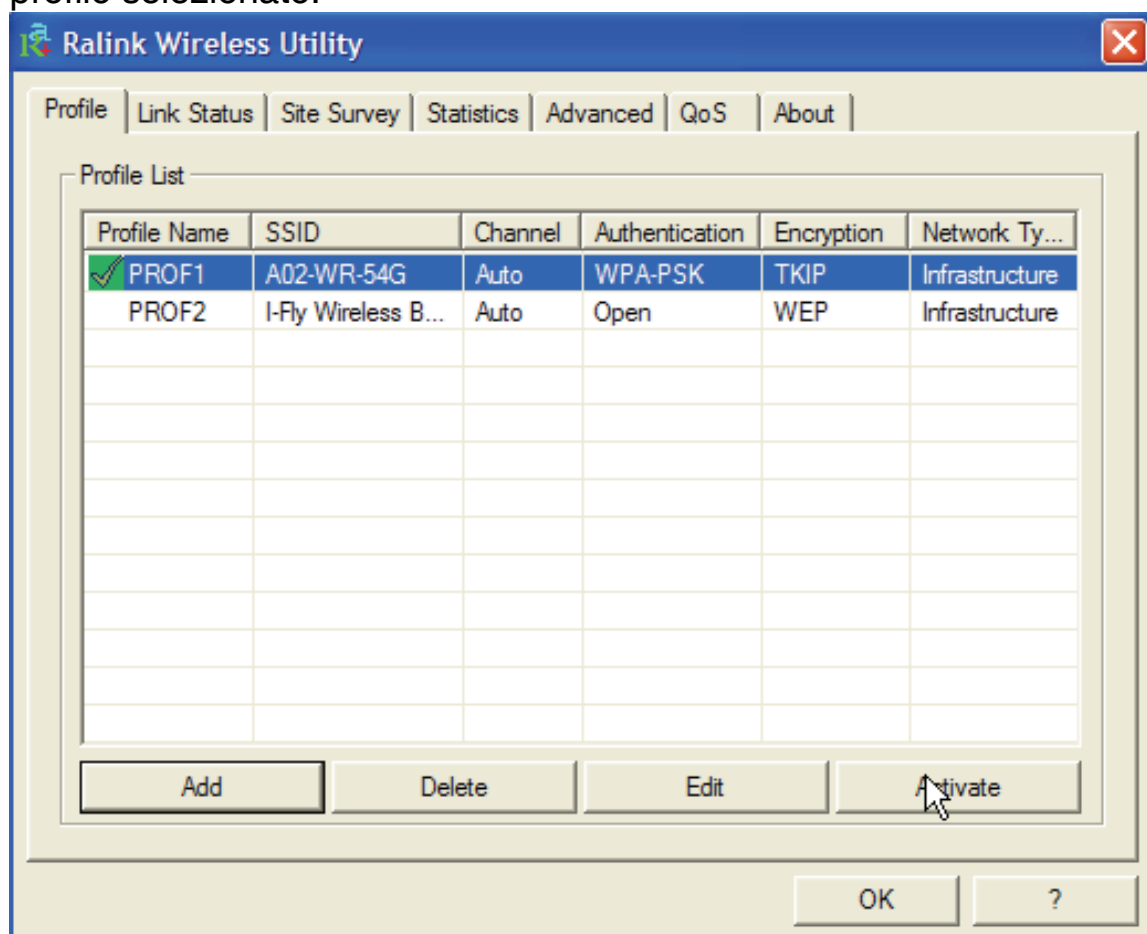 profilo selezionato.
Ralink Wireless Utility
Profile Link Status Site Survey Statistics Advanced QoS About
Profile List
Profile Name SSID Channel Authentication Encryption Network Ty...
PROF1 A02-WR-54G Auto WPA-PSK TKIP Infrastructure
PROF2 I-Fly Wireless B... Auto Open WEP Infrastructure
Add Delete Edit Activate
OK ?